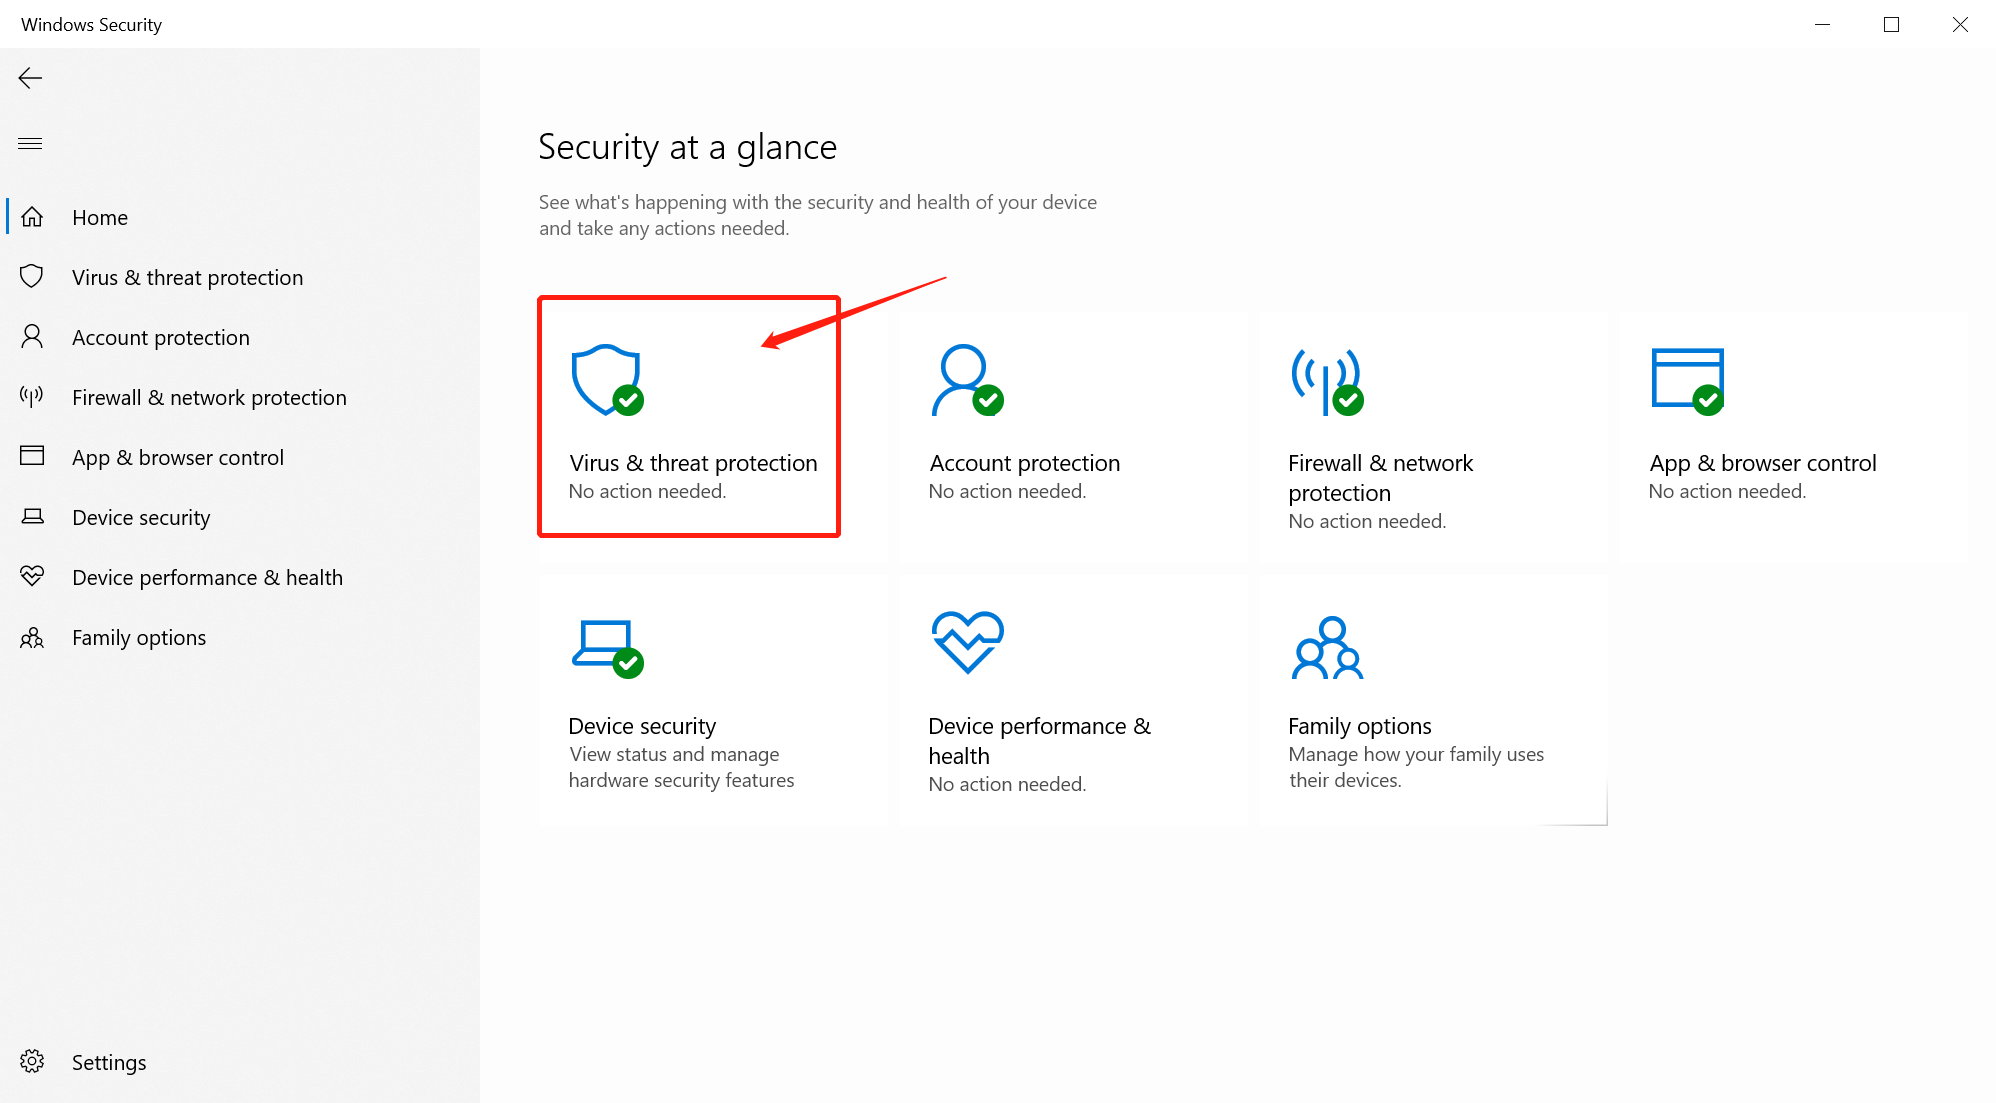 Windows Security
Home
Virus & threat protection
Account protection
Firewall & network protection
App & browser control
Device security
Device performance & health
Family options
Settings
Security at a glance
See what's happening with the security and health of your device
and take any actions needed.
Virus & threat protection
No action needed.
Account protection
No action needed.
Firewall & network
protection
No action needed.
App & browser control
No action needed.
Device security
View status and manage
hardware security features
Device performance &
health
No action needed.
Family options
Manage how your family uses
their devices.